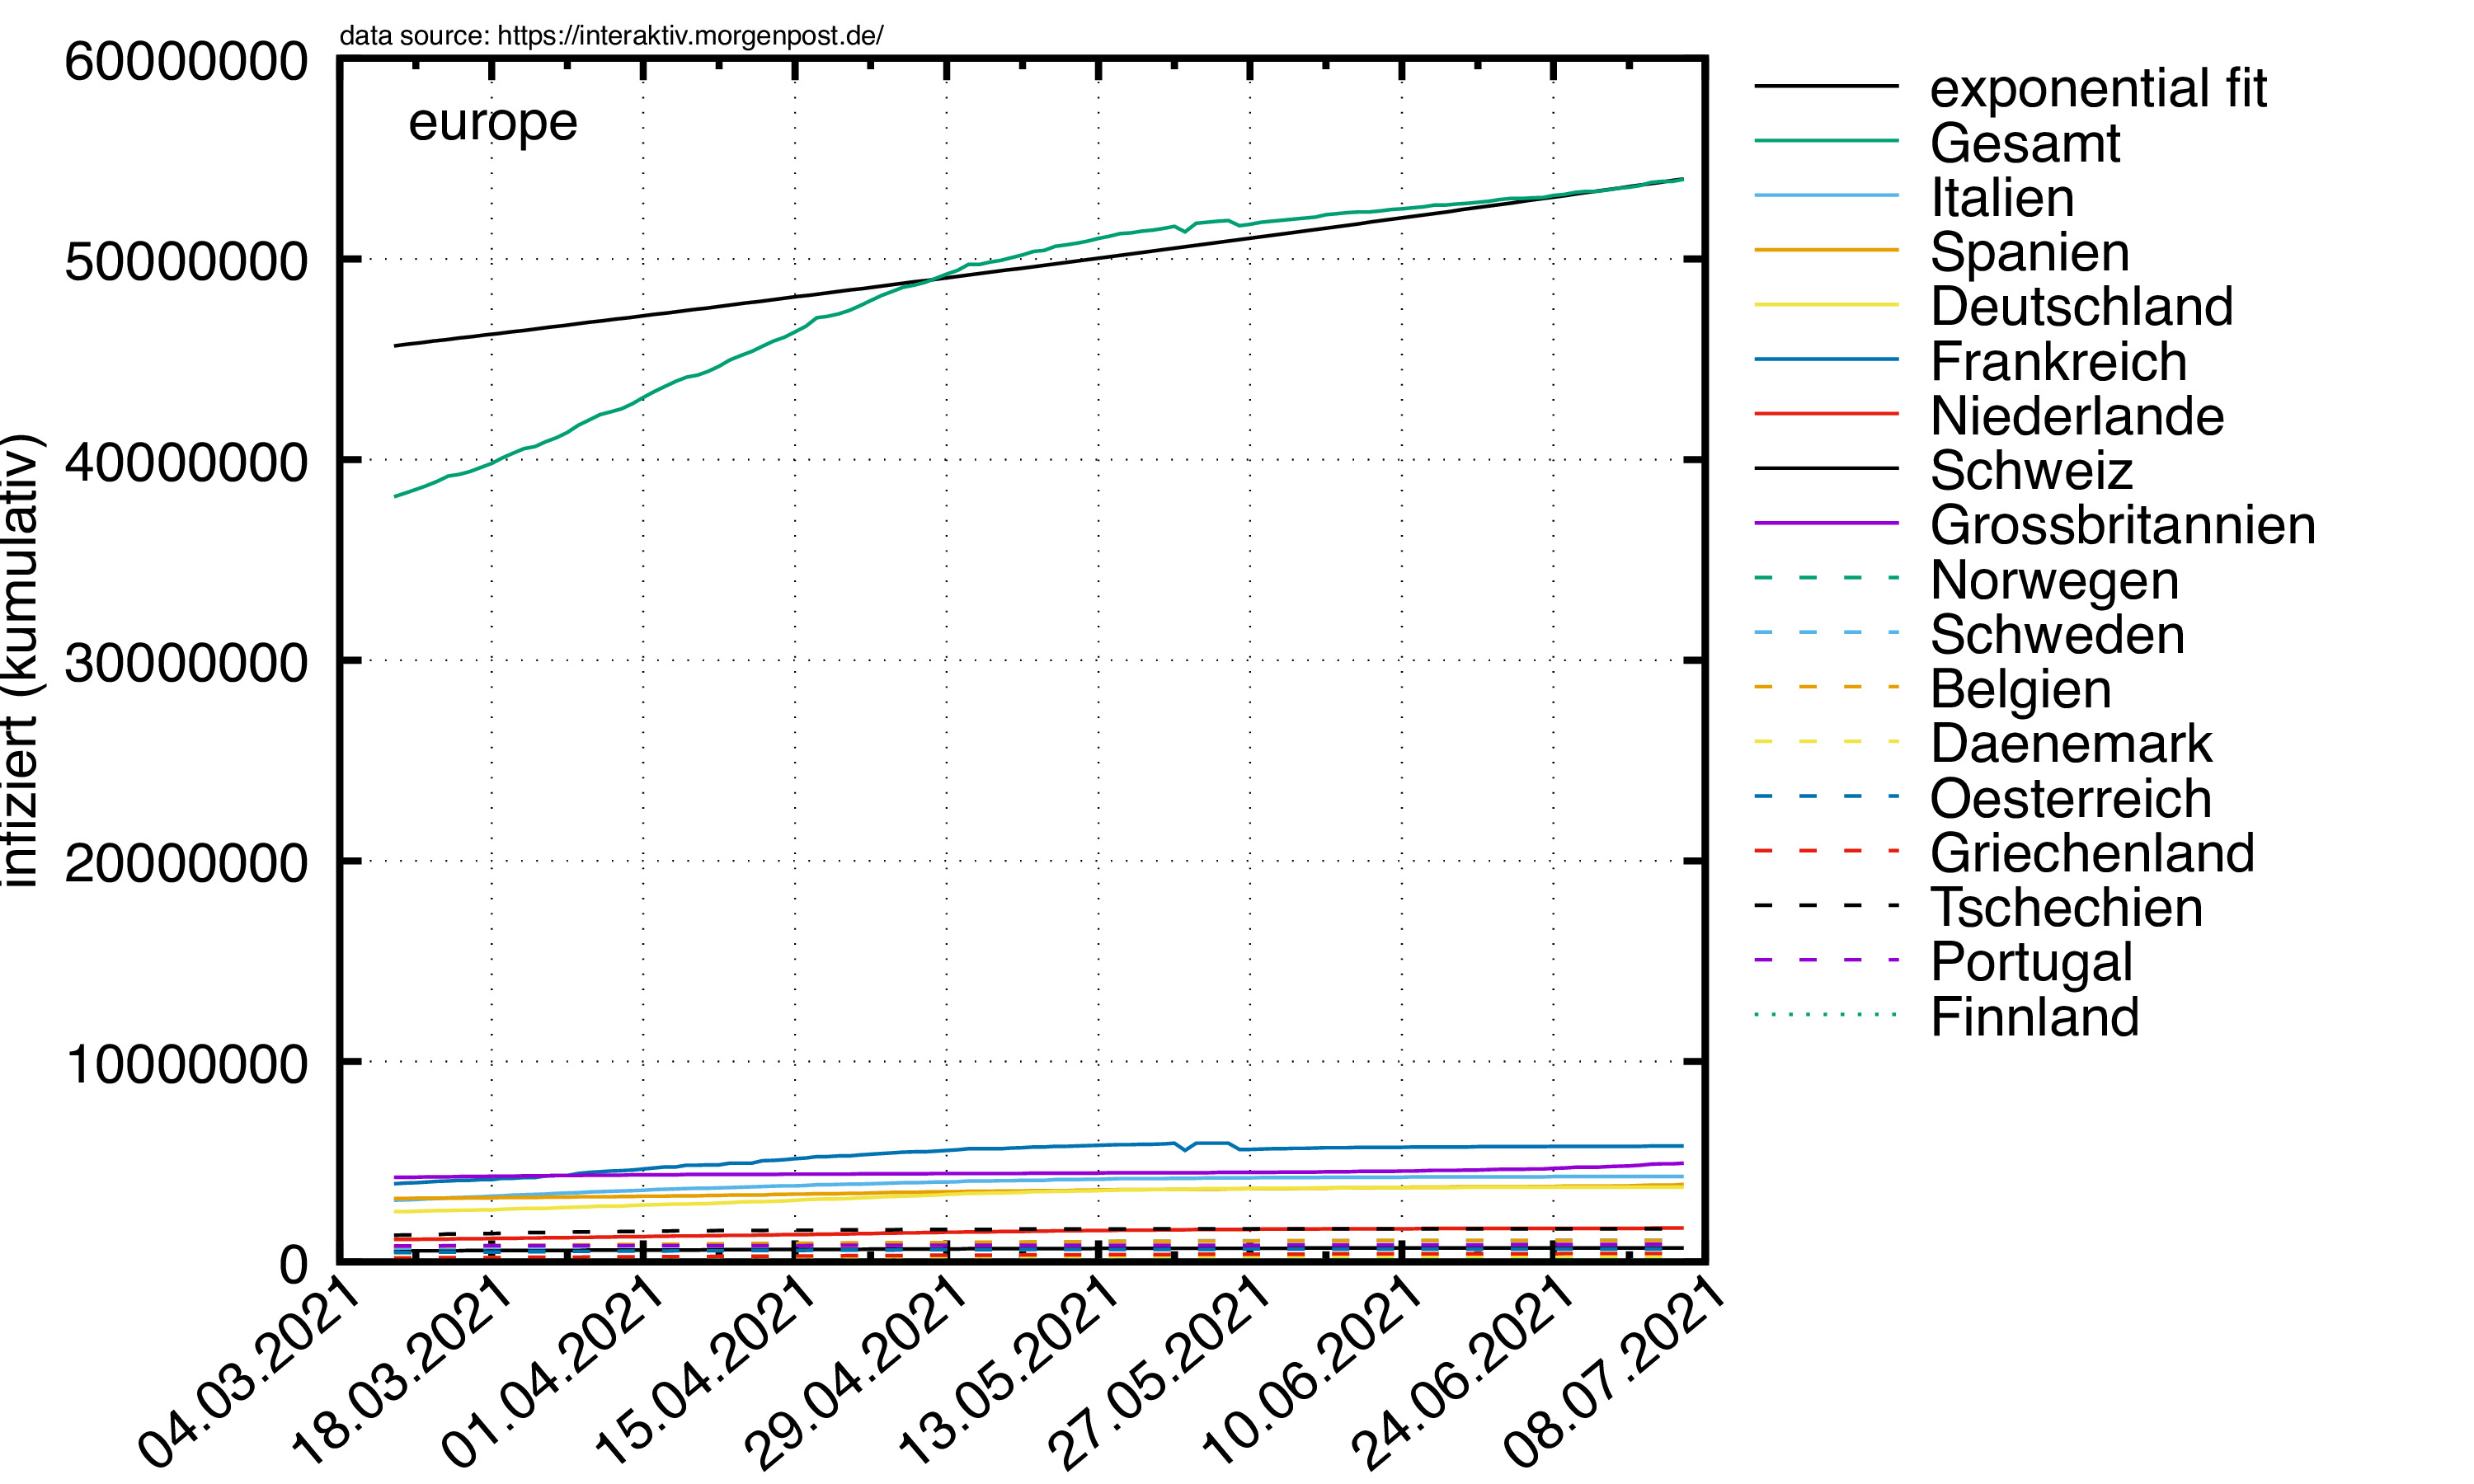 data source: https://interaktiv.morgenpost.de/
60000000
50000000
40000000
30000000
20000000
10000000
0
infiziert (kumulativ)
europe
exponential fit
Gesamt
Italien
Spanien
Deutschland
Frankreich
Niederlande
Schweiz
Grossbritannien
Norwegen
Schweden
Belgien
Daenemark
Oesterreich
Griechenland
Tschechien
Portugal
Finnland
04.03.2021
18.03.2021
01.04.2021
15.04.2021
29.04.2021
13.05.2021
27.05.2021
10.06.2021
24.06.2021
08.07.2021